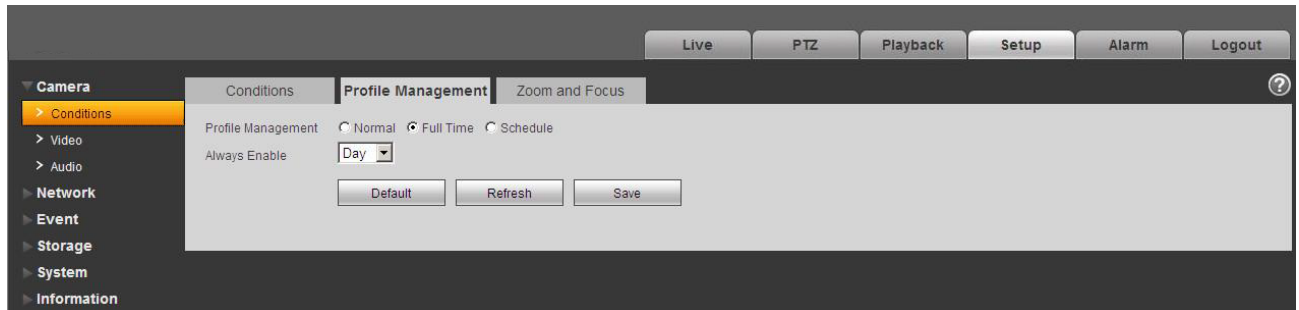 Live PTZ Playback Setup Alarm Logout
Camera
Conditions Profile Management Zoom and Focus ?
> Conditions
Profile Management Normal Full Time Schedule
> Video
Always Enable Day
> Audio
Default Refresh Save
Network
Event
Storage
System
Information